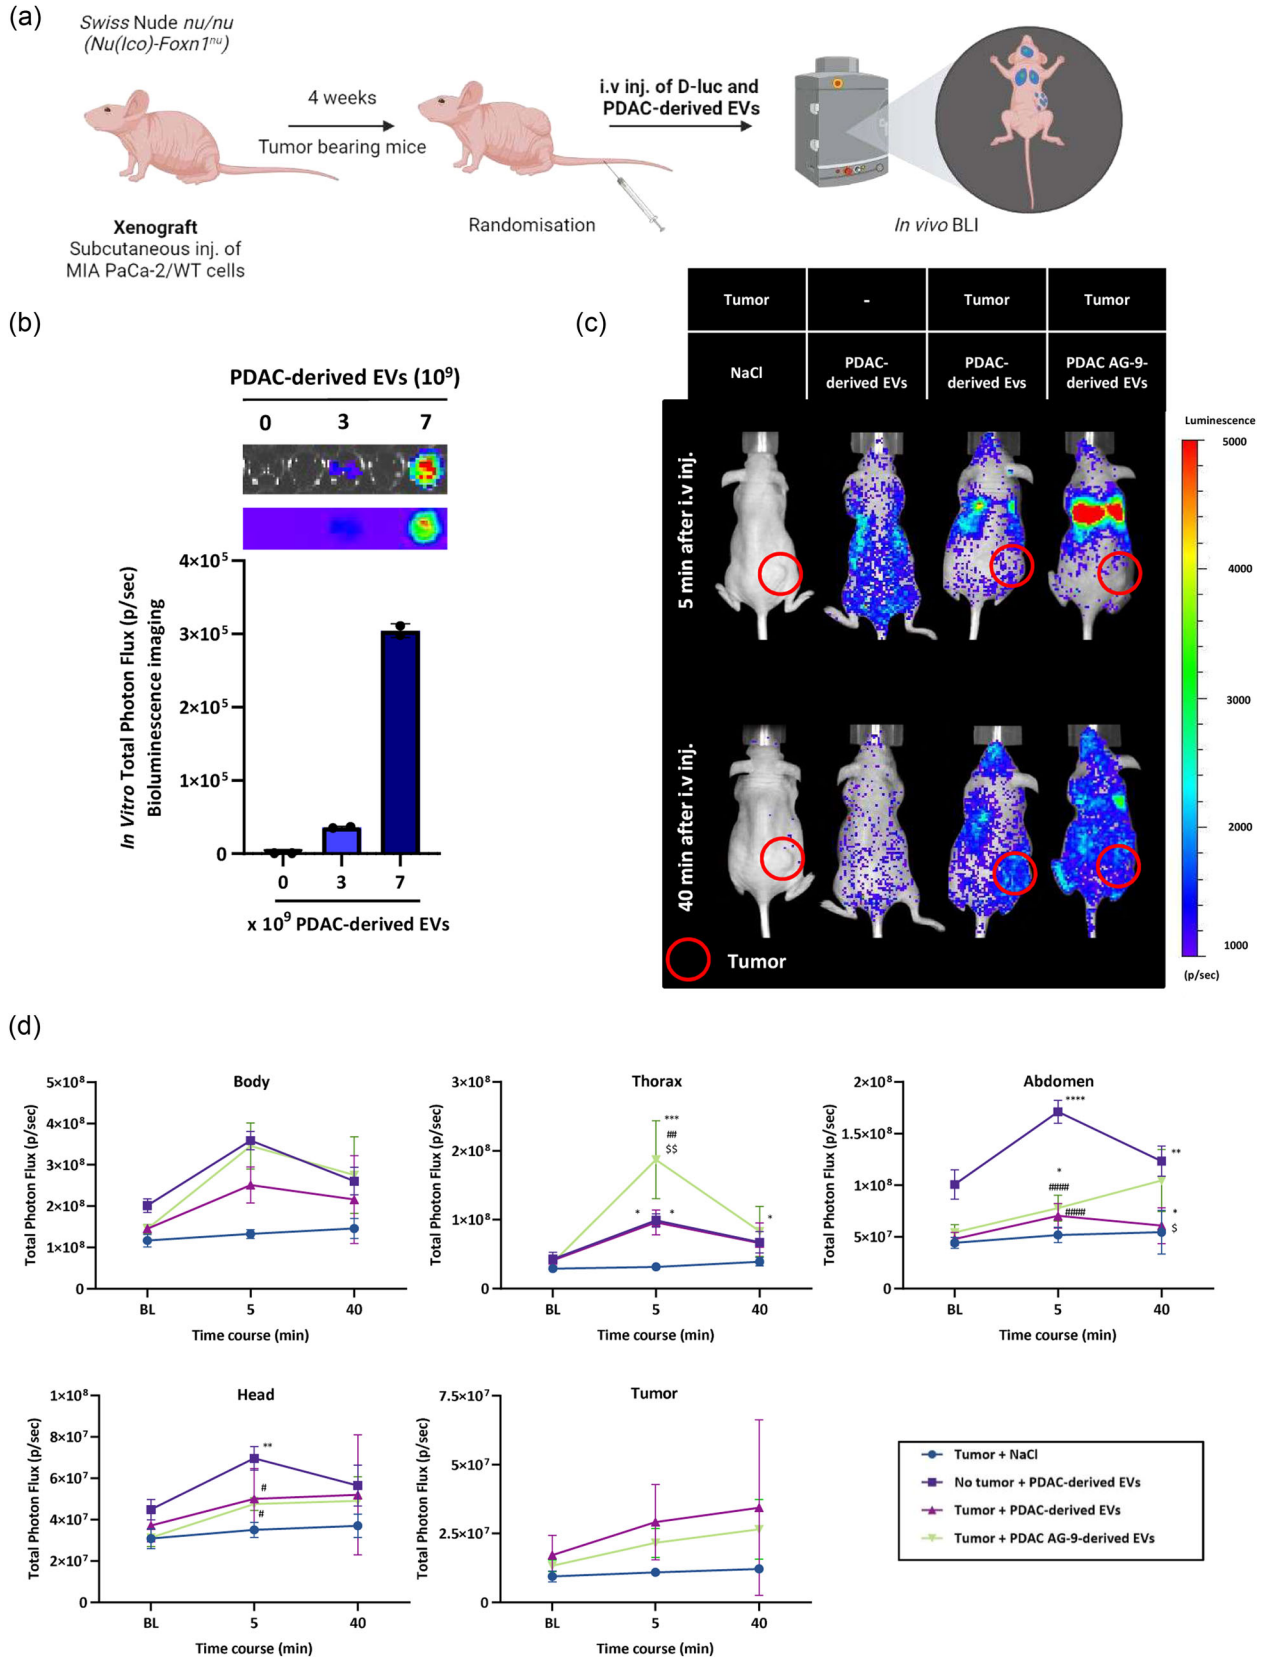 (a)
Swiss Nude nu/nu
(Nu(Ico)-Foxn1ⁿᵘ)
4 weeks
Tumor bearing mice
i.v inj. of D-luc and
PDAC-derived EVs
Xenograft
Subcutaneous inj. of
MIA PaCa-2/WT cells
Randomisation
In vivo BLI
(b)
PDAC-derived EVs (10⁹)
0 3 7
In Vitro Total Photon Flux (p/sec)
Bioluminescence imaging
4×10⁵
3×10⁵
2×10⁵
1×10⁵
0
0 3 7
x 10⁹ PDAC-derived EVs
(c)
Tumor - Tumor Tumor
NaCl
PDAC-
derived EVs
PDAC-
derived Evs
PDAC AG-9-
derived EVs
5 min after i.v inj.
40 min after i.v inj.
Tumor
Luminescence
5000
4000
3000
2000
1000
(p/sec)
(d)
Body
Total Photon Flux (p/sec)
5×10⁸
4×10⁸
3×10⁸
2×10⁸
1×10⁸
0
BL 5 40
Time course (min)
Thorax
Total Photon Flux (p/sec)
3×10⁸
2×10⁸
1×10⁸
0
***
##
$$
* *
*
BL 5 40
Time course (min)
Abdomen
Total Photon Flux (p/sec)
2×10⁸
1.5×10⁸
1×10⁸
5×10⁷
0
****
**
*
####
####
*
$
BL 5 40
Time course (min)
Head
Total Photon Flux (p/sec)
1×10⁸
8×10⁷
6×10⁷
4×10⁷
2×10⁷
0
**
#
#
BL 5 40
Time course (min)
Tumor
Total Photon Flux (p/sec)
7.5×10⁷
5×10⁷
2.5×10⁷
0
BL 5 40
Time course (min)
Tumor + NaCl
No tumor + PDAC-derived EVs
Tumor + PDAC-derived EVs
Tumor + PDAC AG-9-derived EVs